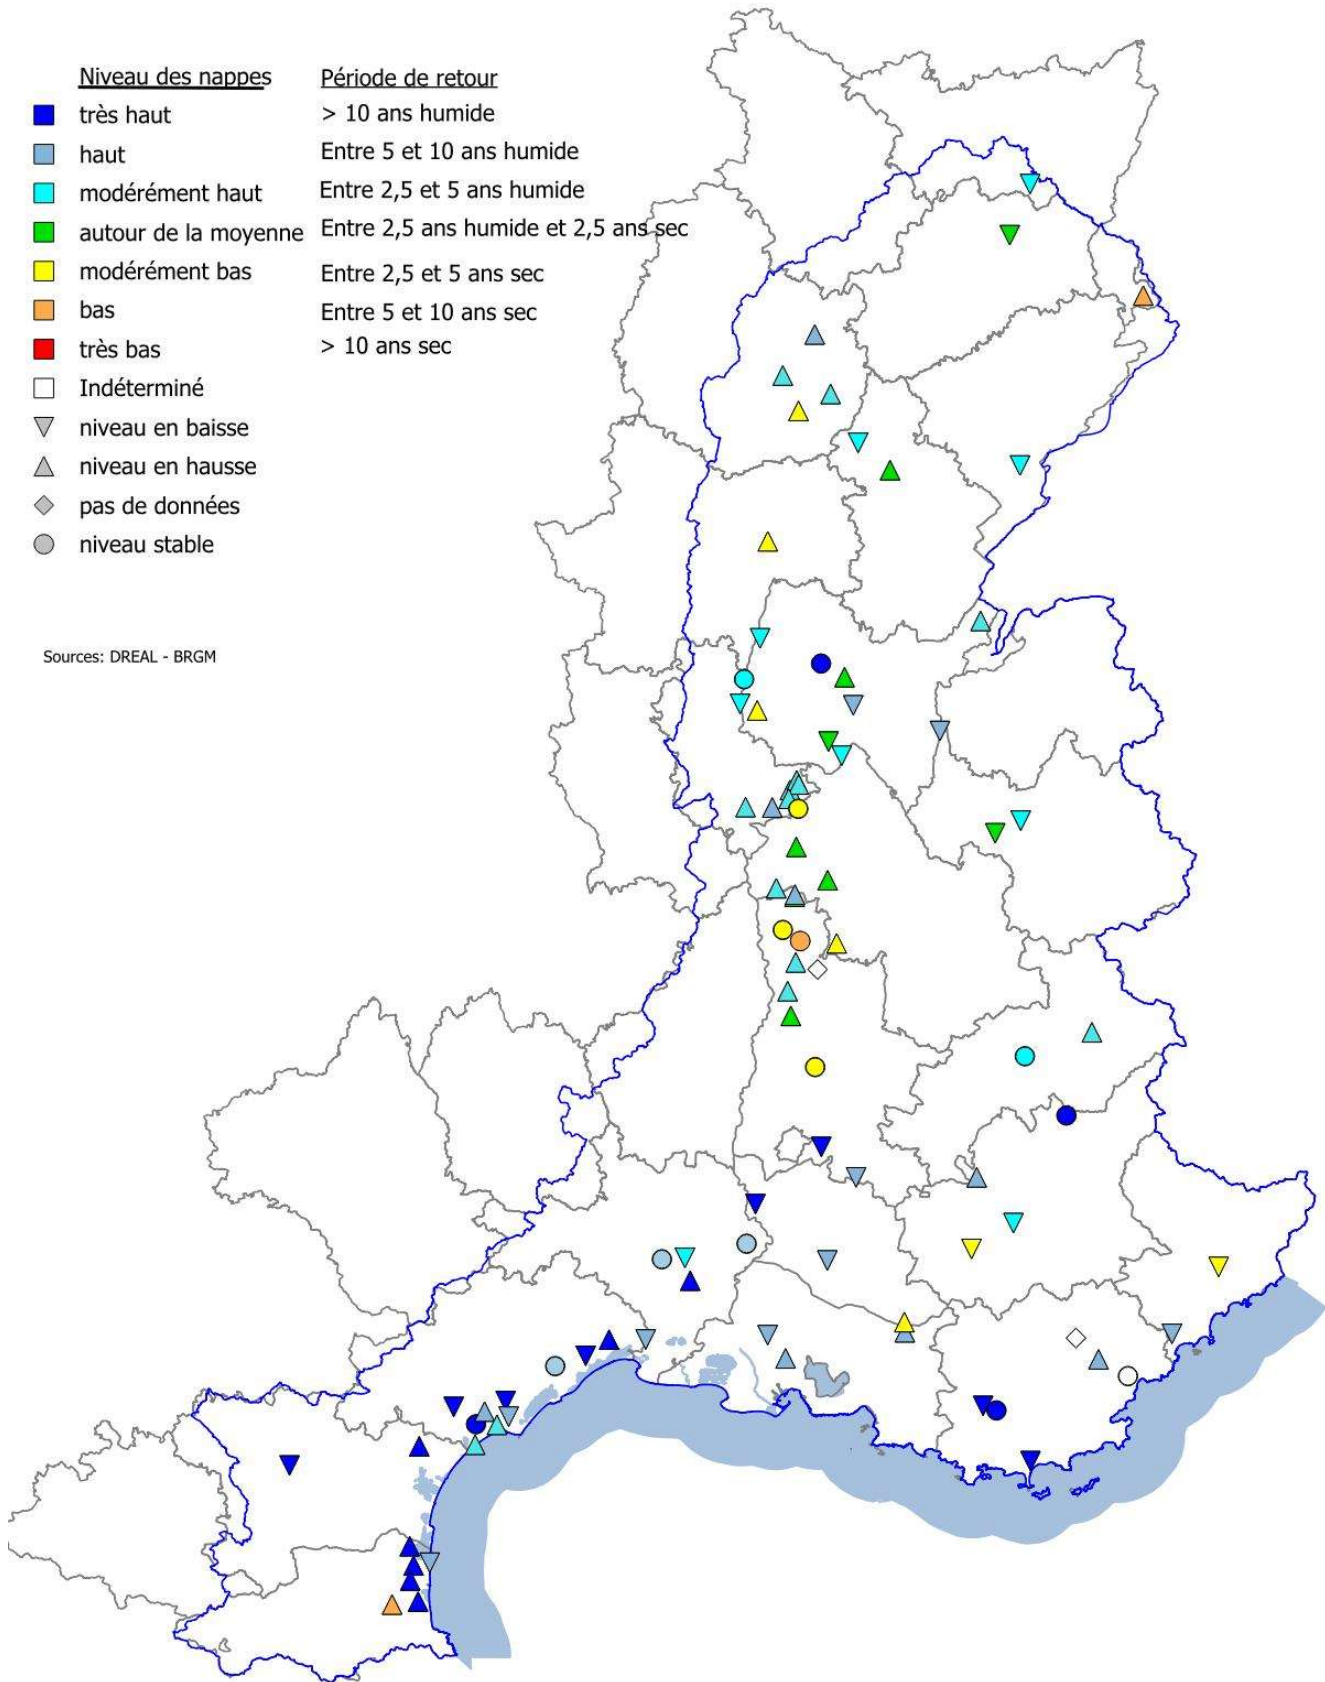 Niveau des nappes Période de retour
très haut > 10 ans humide
haut Entre 5 et 10 ans humide
modérément haut Entre 2,5 et 5 ans humide
autour de la moyenne Entre 2,5 ans humide et 2,5 ans sec
modérément bas Entre 2,5 et 5 ans sec
bas Entre 5 et 10 ans sec
très bas > 10 ans sec
Indéterminé
niveau en baisse
niveau en hausse
pas de données
niveau stable
Sources: DREAL - BRGM